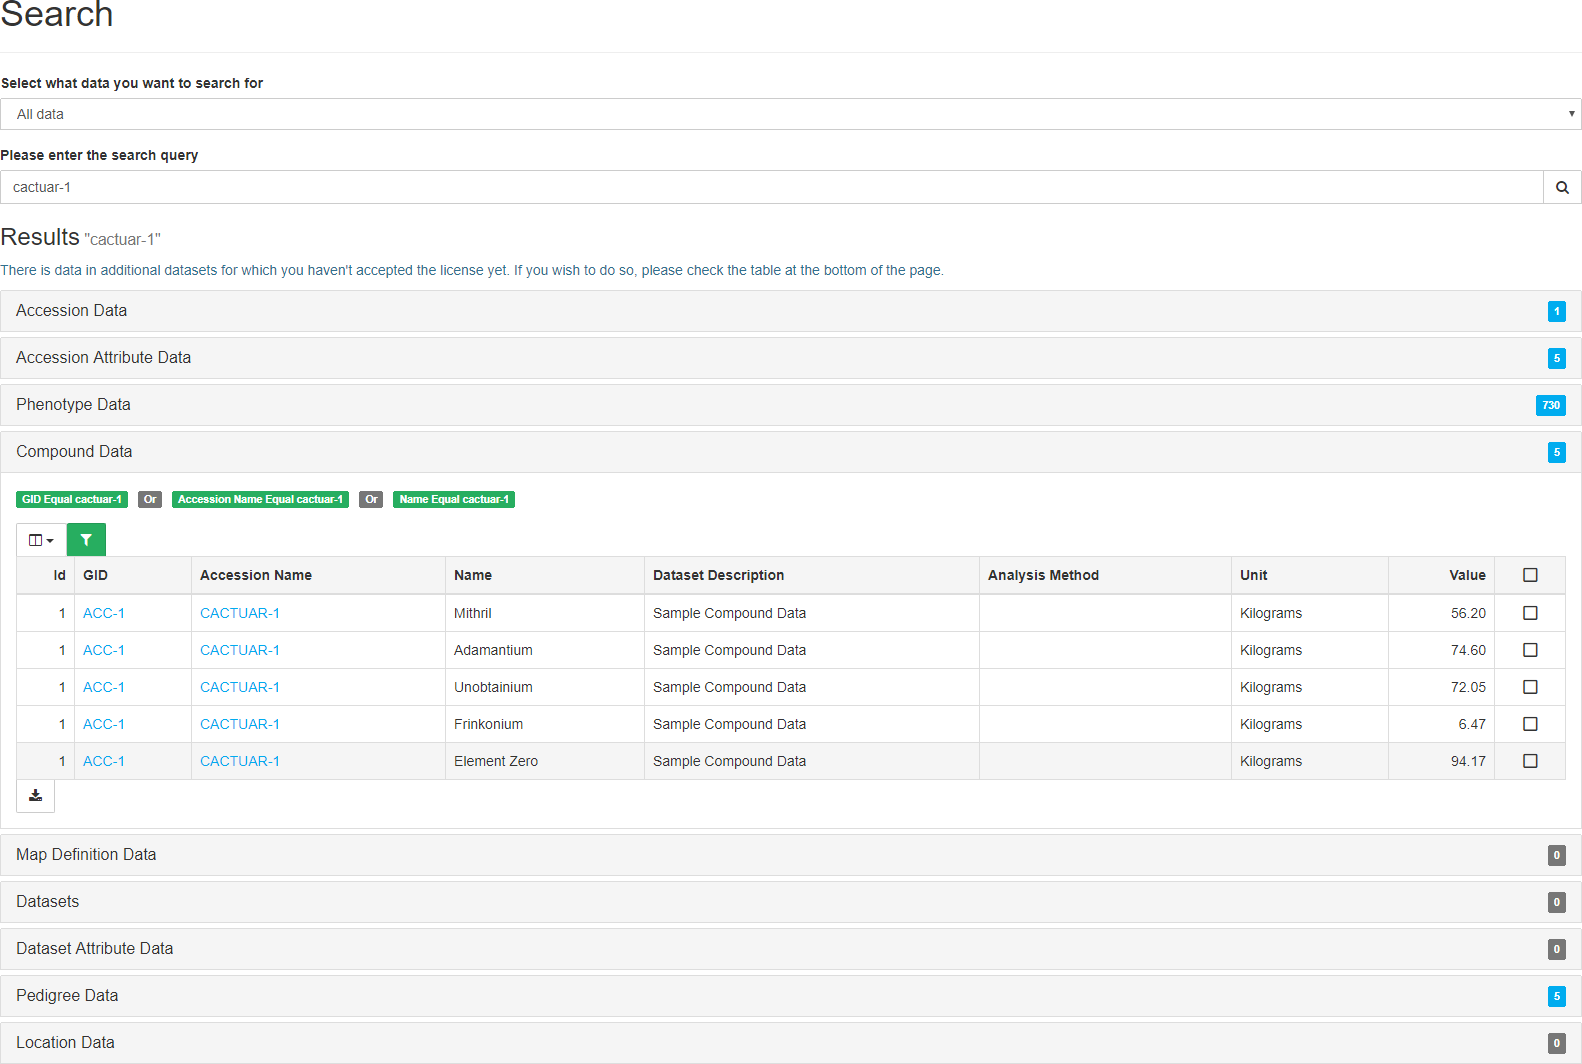 Search
Select what data you want to search for
All data
Please enter the search query
cactuar-1
Results "cactuar-1"
There is data in additional datasets for which you haven't accepted the license yet. If you wish to do so, please check the table at the bottom of the page.
Accession Data 1
Accession Attribute Data 5
Phenotype Data 730
Compound Data 5
GID Equal cactuar-1 Or Accession Name Equal cactuar-1 Or Name Equal cactuar-1
Id GID Accession Name Name Dataset Description Analysis Method Unit Value
1 ACC-1 CACTUAR-1 Mithril Sample Compound Data Kilograms 56.20
1 ACC-1 CACTUAR-1 Adamantium Sample Compound Data Kilograms 74.60
1 ACC-1 CACTUAR-1 Unobtainium Sample Compound Data Kilograms 72.05
1 ACC-1 CACTUAR-1 Frinkonium Sample Compound Data Kilograms 6.47
1 ACC-1 CACTUAR-1 Element Zero Sample Compound Data Kilograms 94.17
Map Definition Data 0
Datasets 0
Dataset Attribute Data 0
Pedigree Data 5
Location Data 0